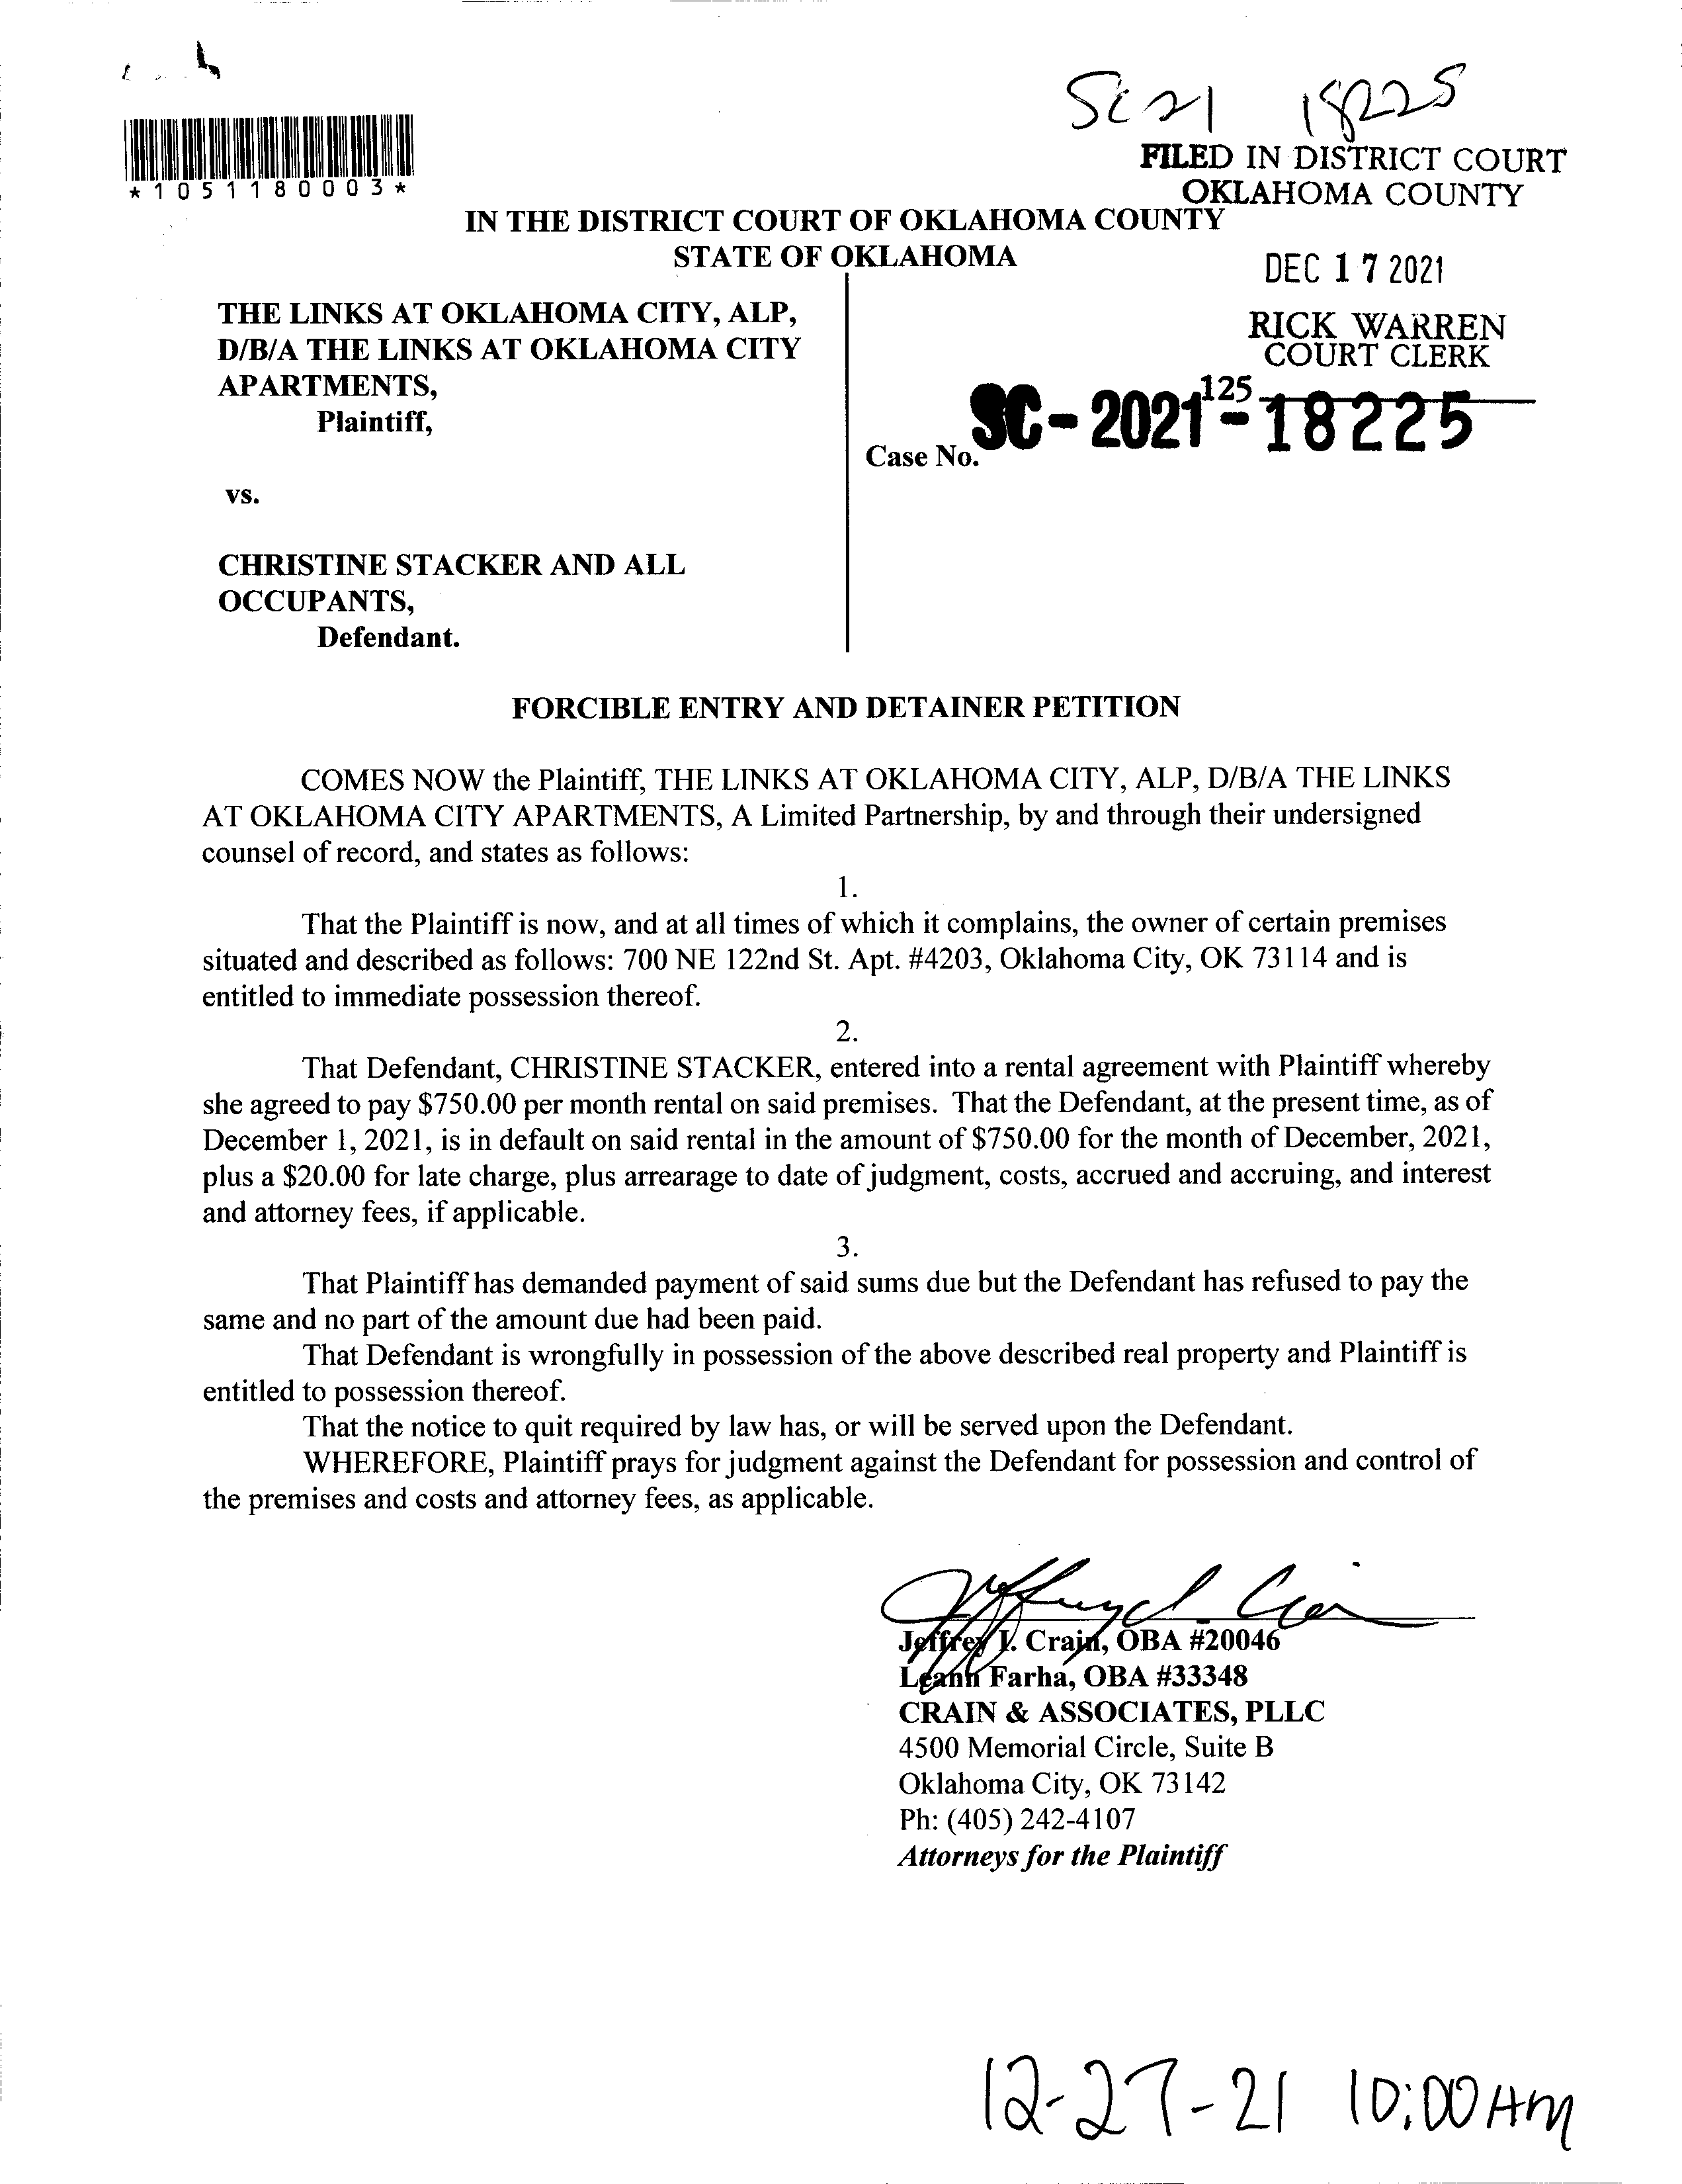 SC 21 18225
*1051180003*
FILED IN DISTRICT COURT
OKLAHOMA COUNTY
IN THE DISTRICT COURT OF OKLAHOMA COUNTY
STATE OF OKLAHOMA
DEC 17 2021
RICK WARREN
COURT CLERK
125
THE LINKS AT OKLAHOMA CITY, ALP,
D/B/A THE LINKS AT OKLAHOMA CITY
APARTMENTS,
Plaintiff,
Case No. SC-2021-18225
vs.
CHRISTINE STACKER AND ALL
OCCUPANTS,
Defendant.
FORCIBLE ENTRY AND DETAINER PETITION
COMES NOW the Plaintiff, THE LINKS AT OKLAHOMA CITY, ALP, D/B/A THE LINKS
AT OKLAHOMA CITY APARTMENTS, A Limited Partnership, by and through their undersigned
counsel of record, and states as follows:
1.
That the Plaintiff is now, and at all times of which it complains, the owner of certain premises
situated and described as follows: 700 NE 122nd St. Apt. #4203, Oklahoma City, OK 73114 and is
entitled to immediate possession thereof.
2.
That Defendant, CHRISTINE STACKER, entered into a rental agreement with Plaintiff whereby
she agreed to pay $750.00 per month rental on said premises. That the Defendant, at the present time, as of
December 1, 2021, is in default on said rental in the amount of $750.00 for the month of December, 2021,
plus a $20.00 for late charge, plus arrearage to date of judgment, costs, accrued and accruing, and interest
and attorney fees, if applicable.
3.
That Plaintiff has demanded payment of said sums due but the Defendant has refused to pay the
same and no part of the amount due had been paid.
That Defendant is wrongfully in possession of the above described real property and Plaintiff is
entitled to possession thereof.
That the notice to quit required by law has, or will be served upon the Defendant.
WHEREFORE, Plaintiff prays for judgment against the Defendant for possession and control of
the premises and costs and attorney fees, as applicable.
Jeffrey J. Crain, OBA #20046
Leann Farha, OBA #33348
CRAIN & ASSOCIATES, PLLC
4500 Memorial Circle, Suite B
Oklahoma City, OK 73142
Ph: (405) 242-4107
Attorneys for the Plaintiff
12-27-21 10:00 AM